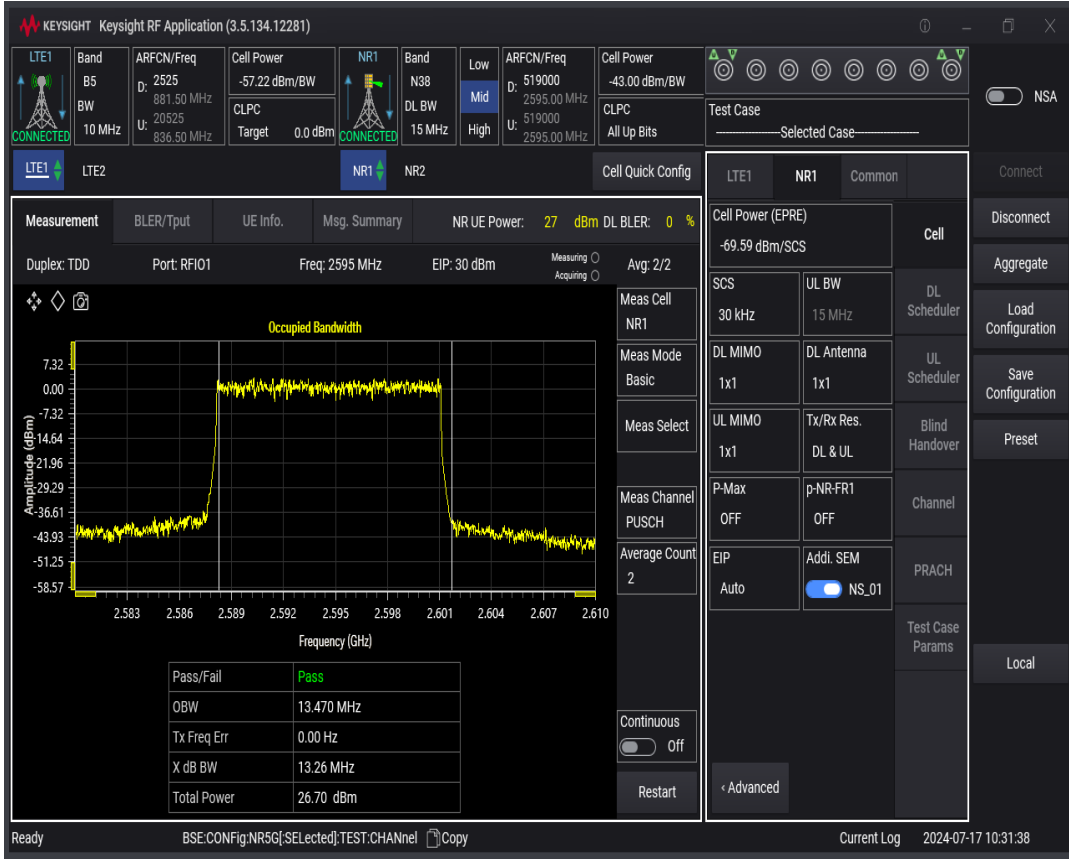 KEYSIGHT Keysight RF Application (3.5.134.12281)
LTE1
CONNECTED
Band
B5
BW
10 MHz
ARFCN/Freq
D: 2525
881.50 MHz
U: 20525
836.50 MHz
Cell Power
-57.22 dBm/BW
CLPC
Target 0.0 dBm
NR1
CONNECTED
Band
N38
DL BW
15 MHz
Low
Mid
High
ARFCN/Freq
D: 519000
2595.00 MHz
U: 519000
2595.00 MHz
Cell Power
-43.00 dBm/BW
CLPC
All Up Bits
A V A V
Test Case
----------------Selected Case----------------
NSA
LTE1 LTE2 NR1 NR2 Cell Quick Config
Measurement BLER/Tput UE Info. Msg. Summary NR UE Power: 27 dBm DL BLER: 0 %
Duplex: TDD Port: RFIO1 Freq: 2595 MHz EIP: 30 dBm Measuring Acquiring Avg: 2/2
Occupied Bandwidth
Amplitude (dBm)
7.32
0.00
-7.32
-14.64
-21.96
-29.29
-36.61
-43.93
-51.25
-58.57
2.583 2.586 2.589 2.592 2.595 2.598 2.601 2.604 2.607 2.610
Frequency (GHz)
Pass/Fail Pass
OBW 13.470 MHz
Tx Freq Err 0.00 Hz
X dB BW 13.26 MHz
Total Power 26.70 dBm
Meas Cell
NR1
Meas Mode
Basic
Meas Select
Meas Channel
PUSCH
Average Count
2
Continuous
Off
Restart
LTE1 NR1 Common
Cell Power (EPRE)
-69.59 dBm/SCS
SCS
30 kHz
UL BW
15 MHz
DL MIMO
1x1
DL Antenna
1x1
UL MIMO
1x1
Tx/Rx Res.
DL & UL
P-Max
OFF
p-NR-FR1
OFF
EIP
Auto
Addi. SEM
NS_01
‹ Advanced
Cell
DL
Scheduler
UL
Scheduler
Blind
Handover
Channel
PRACH
Test Case
Params
Connect
Disconnect
Aggregate
Load
Configuration
Save
Configuration
Preset
Local
Ready BSE:CONFig:NR5G[:SELected]:TEST:CHANnel Copy Current Log 2024-07-17 10:31:38